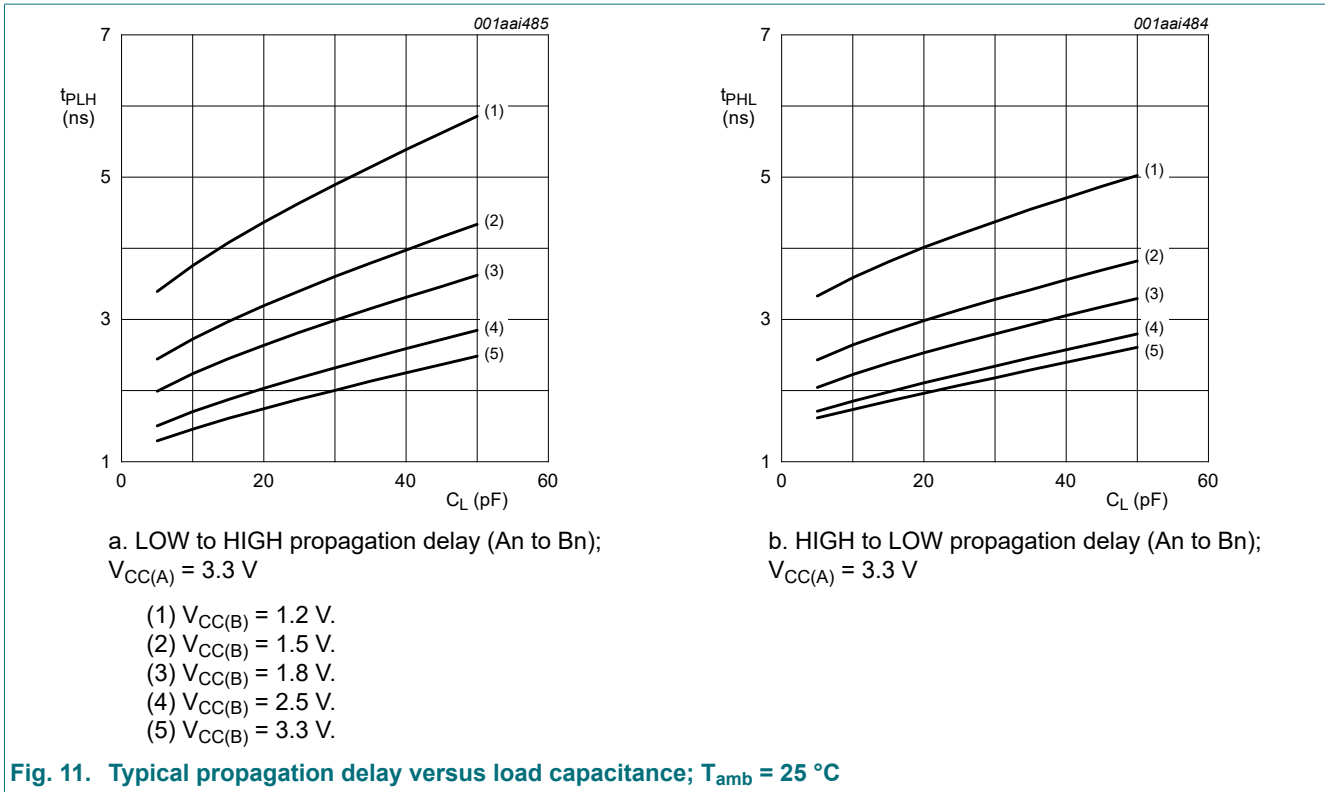 001aai485
7
tPLH
(ns)
(1)
5
(2)
(3)
3
(4)
(5)
1
0
20
40
60
CL (pF)
a. LOW to HIGH propagation delay (An to Bn);
VCC(A) = 3.3 V
001aai484
7
tPHL
(ns)
(1)
5
(2)
(3)
3
(4)
(5)
1
0
20
40
60
CL (pF)
b. HIGH to LOW propagation delay (An to Bn);
VCC(A) = 3.3 V
(1) VCC(B) = 1.2 V.
(2) VCC(B) = 1.5 V.
(3) VCC(B) = 1.8 V.
(4) VCC(B) = 2.5 V.
(5) VCC(B) = 3.3 V.
Fig. 11. Typical propagation delay versus load capacitance; Tamb = 25 °C